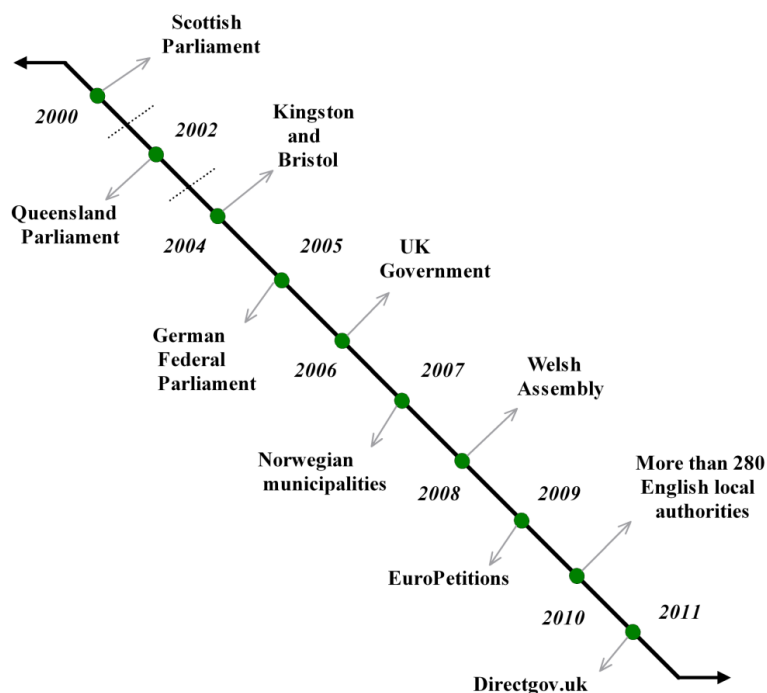 Scottish
Parliament
2000
2002
Queensland
Parliament
Kingston
and
Bristol
2004
2005
German
Federal
Parliament
UK
Government
2006
2007
Norwegian
municipalities
Welsh
Assembly
2008
2009
EuroPetitions
More than 280
English local
authorities
2010
2011
Directgov.uk